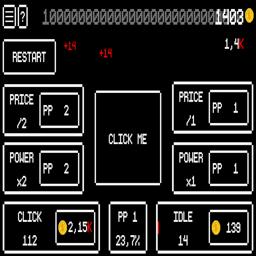 ?
10000000000000000000000001403
1,4K
+14
+14
RESTART
PRICE
/2
PP 2
PRICE
/1
PP 1
CLICK ME
POWER
x2
PP 2
POWER
x1
PP 1
CLICK
112
2,15K
PP 1
23,7%
IDLE
14
139